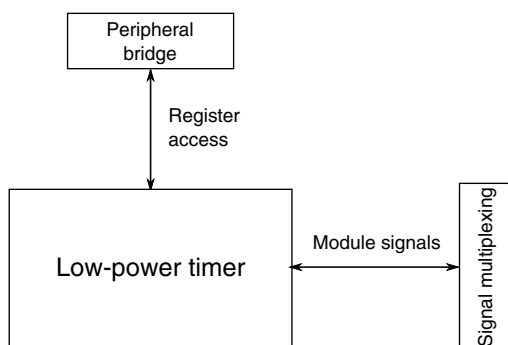 Peripheral
bridge
Register
access
Low-power timer
Module signals
Signal multiplexing